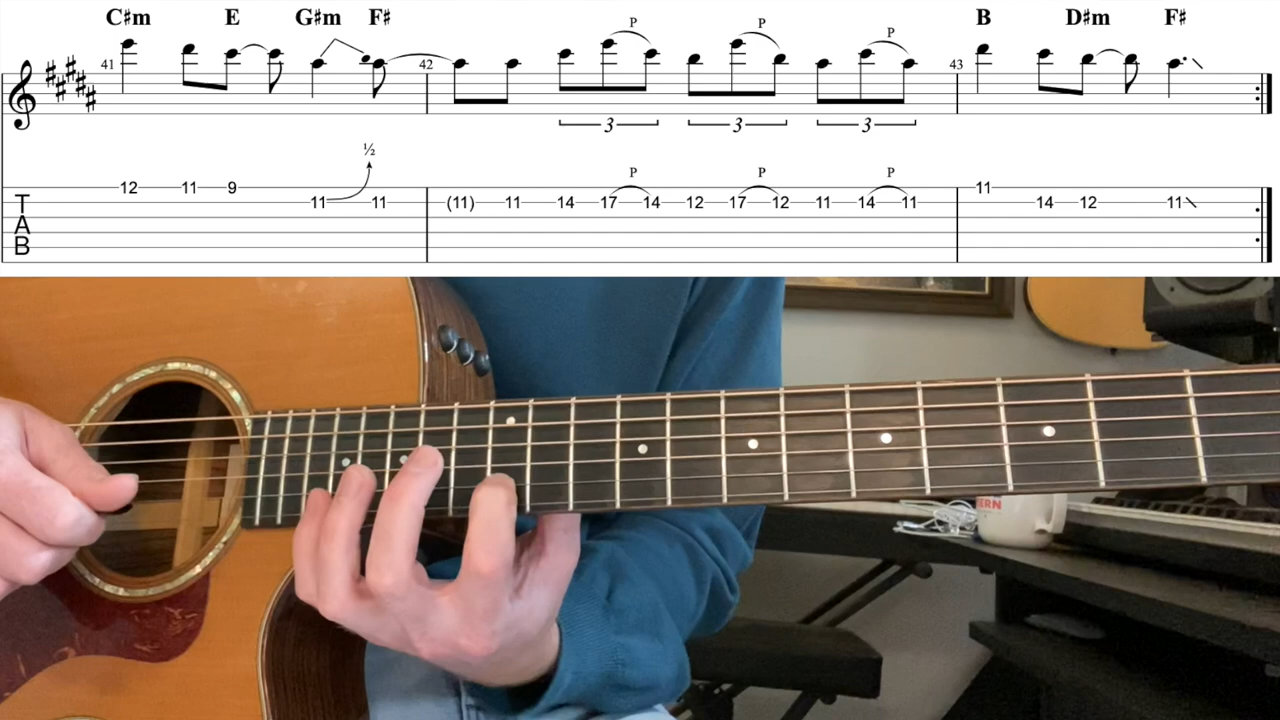 C♯m E G♯m F♯ P P P B D♯m F♯
41 42 43
3 3 3
½
P P P
12 11 9 11
T 11 11 (11) 11 14 17 14 12 17 12 11 14 11 14 12 11
A
B
ERN